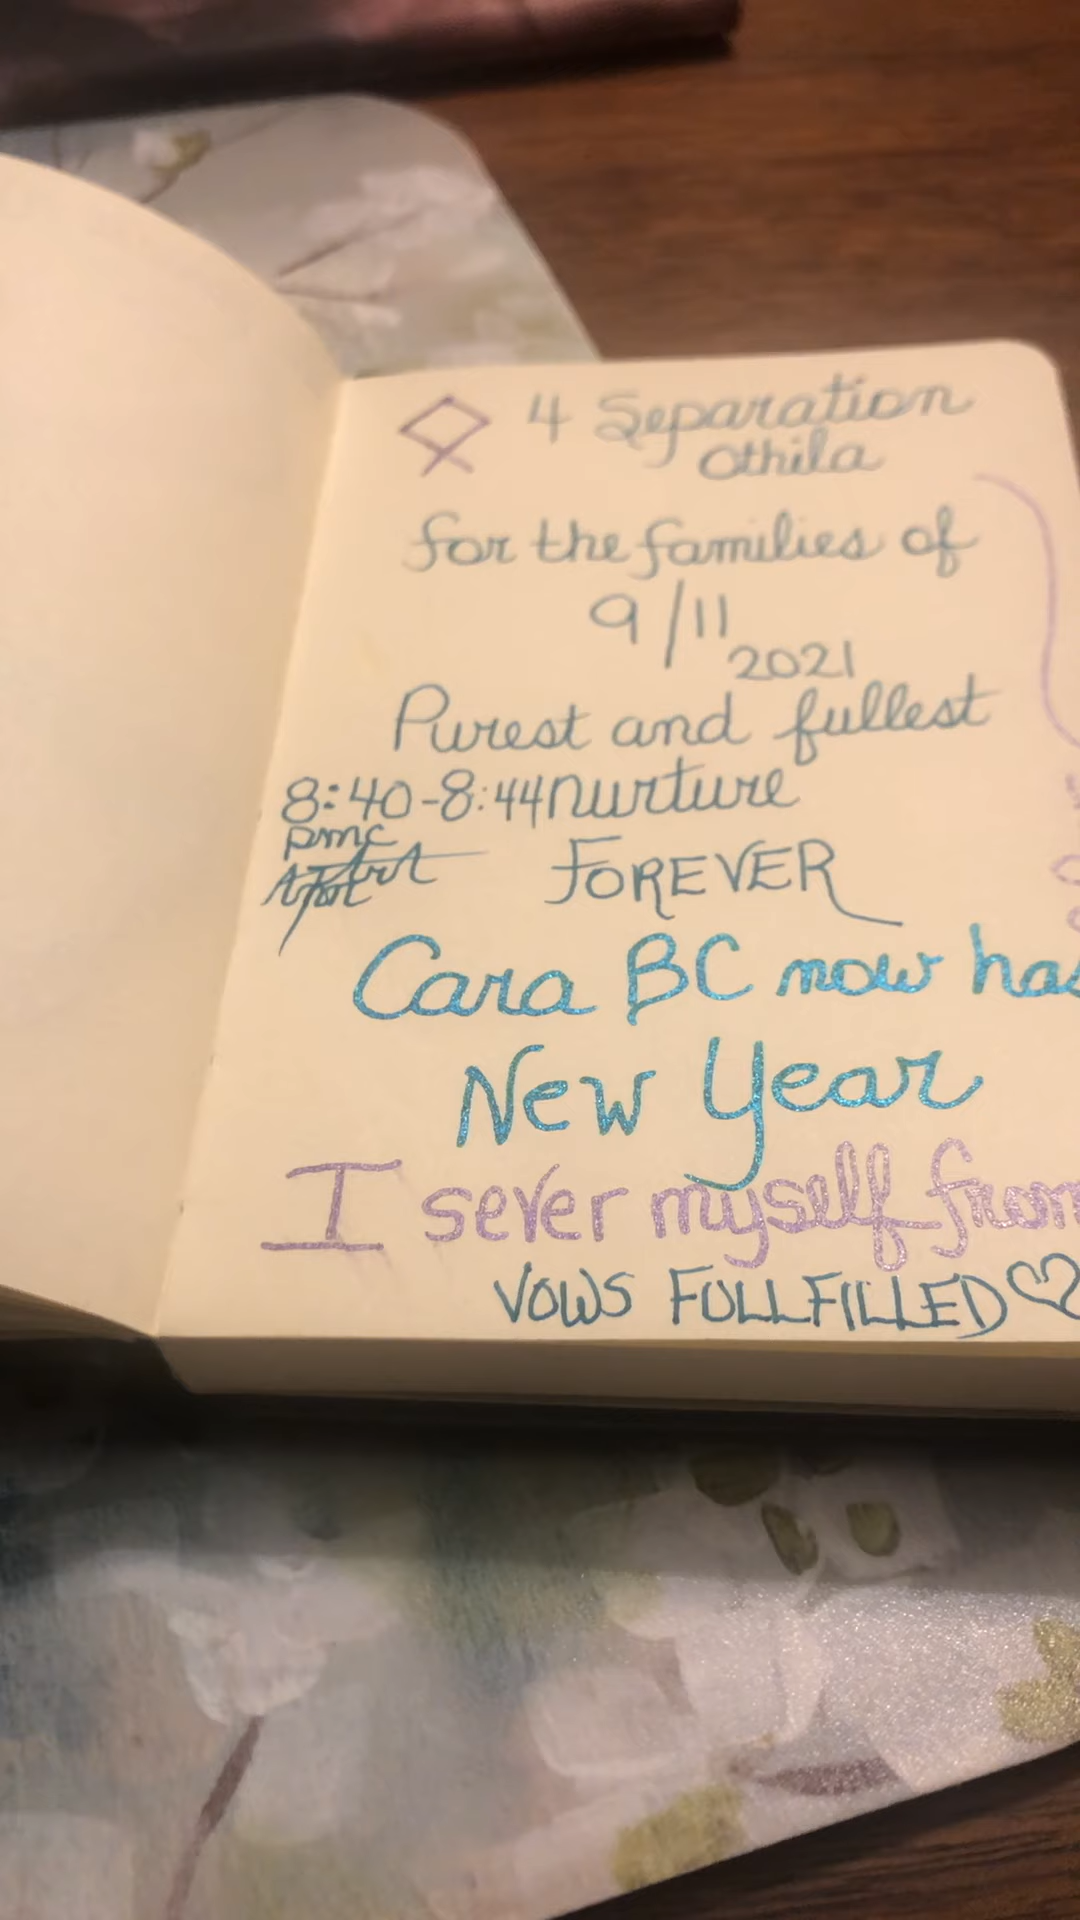 4 Separation
Othila
for the families of
9/11
2021
Purest and fullest
8:40-8:44 nurture
pmc
FOREVER
Cara BC now has
New Year
I sever myself from
VOWS FULLFILLED